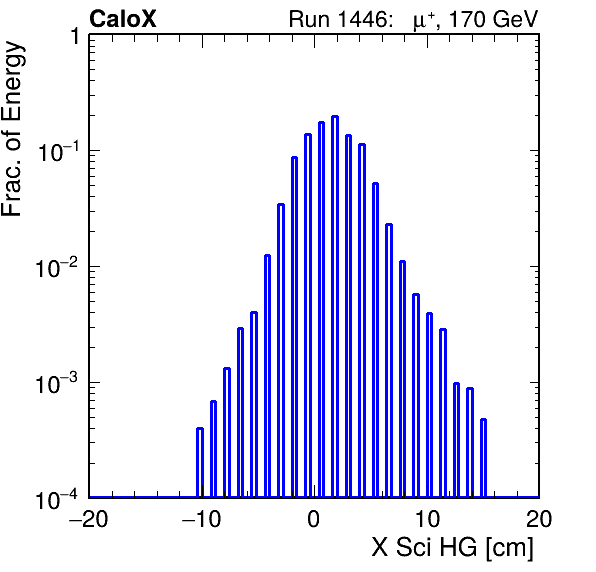 CaloX Run 1446: μ⁺, 170 GeV
Frac. of Energy
1
10⁻¹
10⁻²
10⁻³
10⁻⁴
−20 −10 0 10 20
X Sci HG [cm]